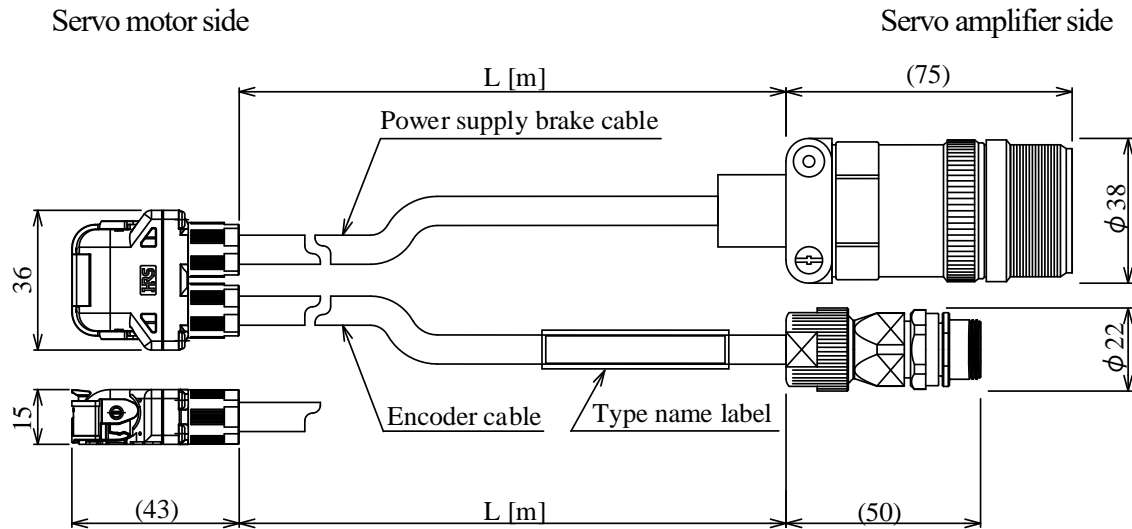 Servo motor side
Servo amplifier side
L [m]
(75)
Power supply brake cable
36
HRS
φ38
φ22
15
Encoder cable
Type name label
(43)
L [m]
(50)